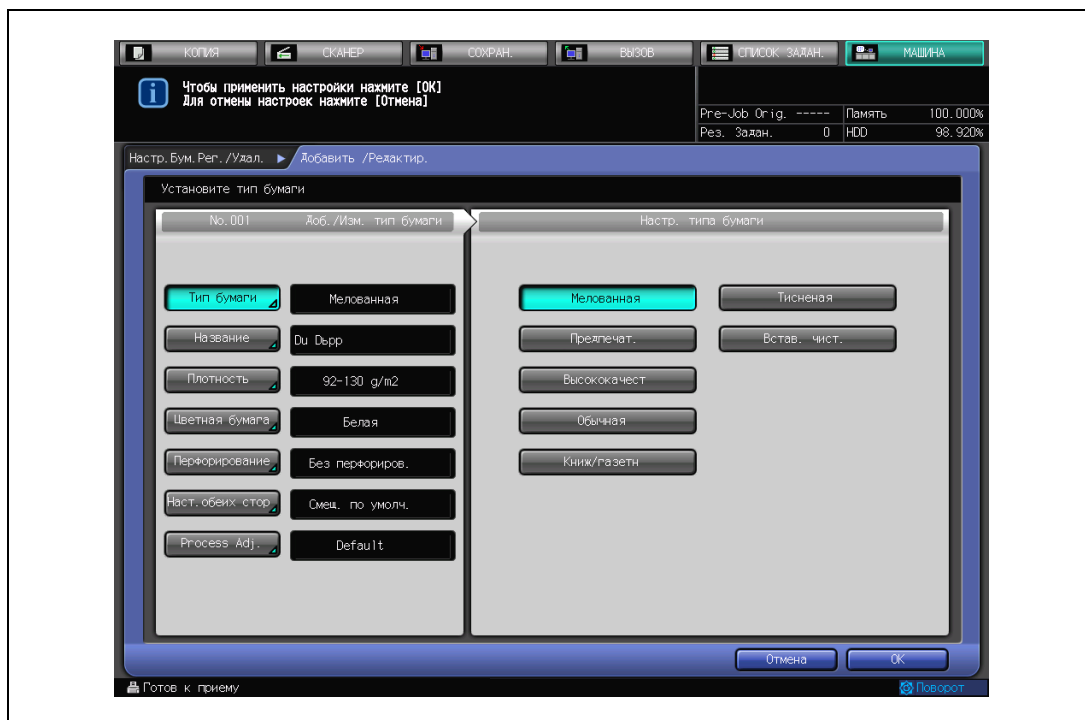 КОПИЯ СКАНЕР СОХРАН. ВЫЗОВ СПИСОК ЗАДАН. МАШИНА
Чтобы применить настройки нажмите [OK]
Для отмены настроек нажмите [Отмена]
Pre-Job Orig. ----- Память 100.000%
Рез. Задан. 0 HDD 98.920%
Настр.Бум.Рег./Удал. Добавить /Редактир.
Установите тип бумаги
No.001 Доб./Изм. тип бумаги Настр. типа бумаги
Тип бумаги Мелованная Мелованная Тисненая
Название Du Dьрр Предпечат. Встав. чист.
Плотность 92-130 g/m2 Высококачест
Цветная бумага Белая Обычная
Перфорирование Без перфориров. Книж/газетн
Наст.обеих стор Смещ. по умолч.
Process Adj. Default
Отмена OK
Готов к приему Поворот